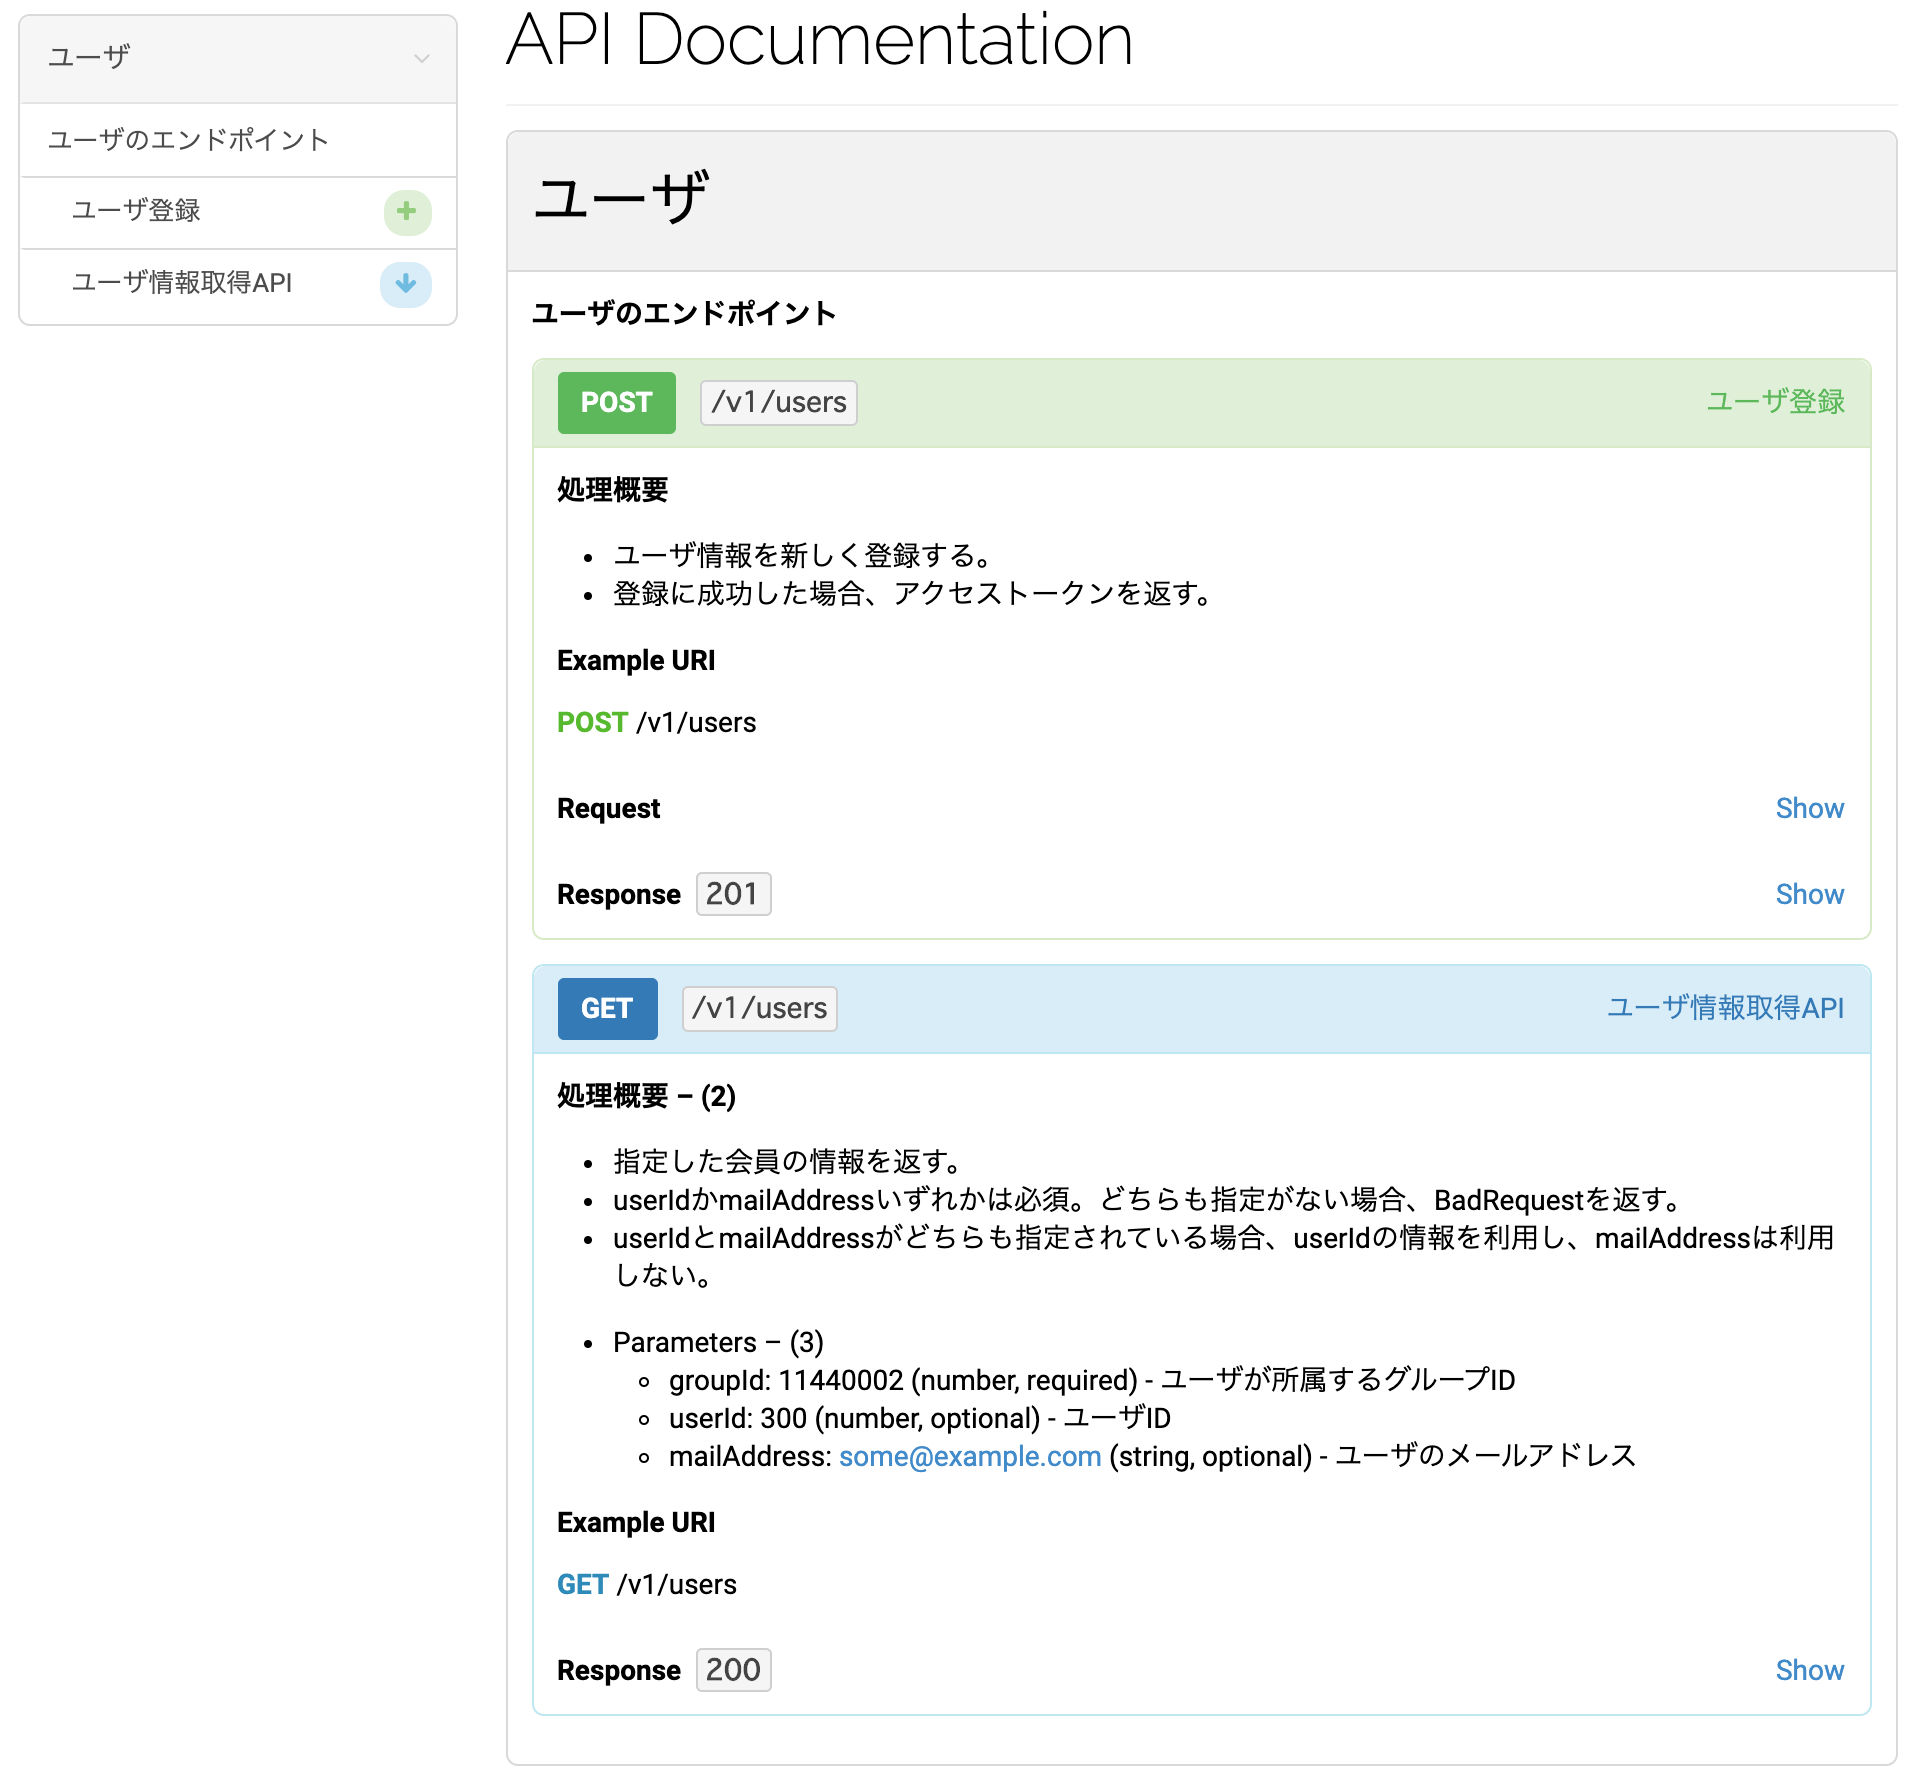 ユーザ
ユーザのエンドポイント
ユーザ登録
ユーザ情報取得API
API Documentation
ユーザ
ユーザのエンドポイント
POST /v1/users ユーザ登録
処理概要
ユーザ情報を新しく登録する。
登録に成功した場合、アクセストークンを返す。
Example URI
POST /v1/users
Request Show
Response 201 Show
GET /v1/users ユーザ情報取得API
処理概要 – (2)
指定した会員の情報を返す。
userIdかmailAddressいずれかは必須。どちらも指定がない場合、BadRequestを返す。
userIdとmailAddressがどちらも指定されている場合、userIdの情報を利用し、mailAddressは利用
しない。
Parameters – (3)
groupId: 11440002 (number, required) - ユーザが所属するグループID
userId: 300 (number, optional) - ユーザID
mailAddress: some@example.com (string, optional) - ユーザのメールアドレス
Example URI
GET /v1/users
Response 200 Show